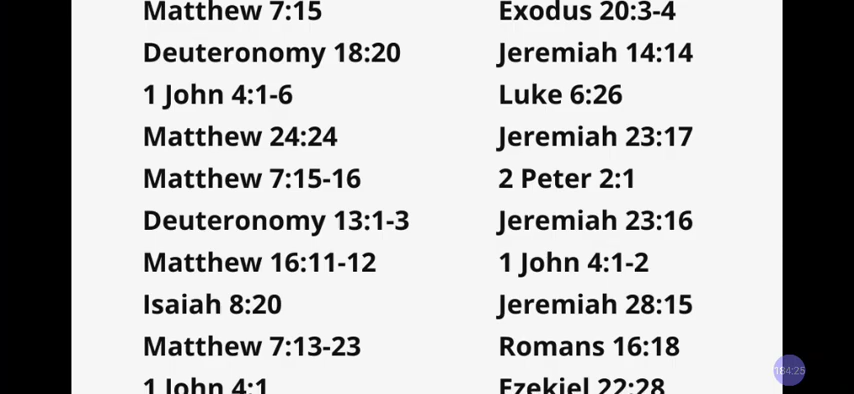 Matthew 7:15
Deuteronomy 18:20
1 John 4:1-6
Matthew 24:24
Matthew 7:15-16
Deuteronomy 13:1-3
Matthew 16:11-12
Isaiah 8:20
Matthew 7:13-23
1 John 4:1
Exodus 20:3-4
Jeremiah 14:14
Luke 6:26
Jeremiah 23:17
2 Peter 2:1
Jeremiah 23:16
1 John 4:1-2
Jeremiah 28:15
Romans 16:18
Ezekiel 22:28
184:25